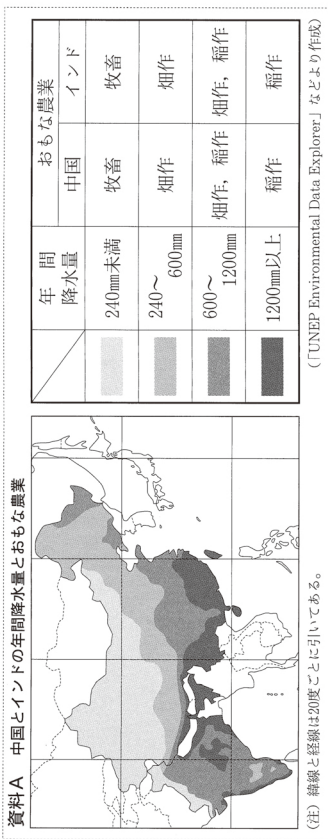 資料A 中国とインドの年間降水量とおもな農業
年間降水量 おもな農業
中国 インド
240mm未満 牧畜 牧畜
240～600mm 畑作 畑作
600～1200mm 畑作，稲作 畑作，稲作
1200mm以上 稲作 稲作
（注） 緯線と経線は20度ごとに引いてある。
（「UNEP Environmental Data Explorer」などより作成）